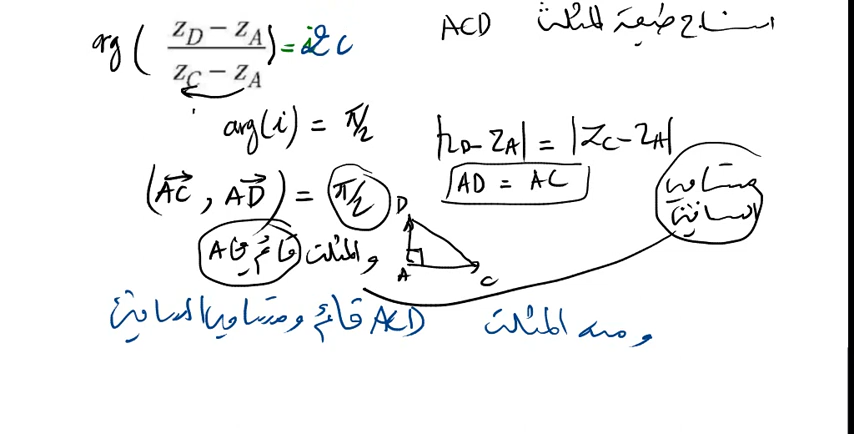 استنتاج طبيعة المثلث ACD
arg ( (z_D − z_A) / (z_C − z_A) ) =
arg(i) = π/2
|z_D − z_A| = |z_C − z_A|
AD = AC
متساوي
الساقين
(AC⃗ , AD⃗) = π/2
D
A
C
والمثلث قائم في A
ومنه المثلث ACD قائم ومتساوي الساقين